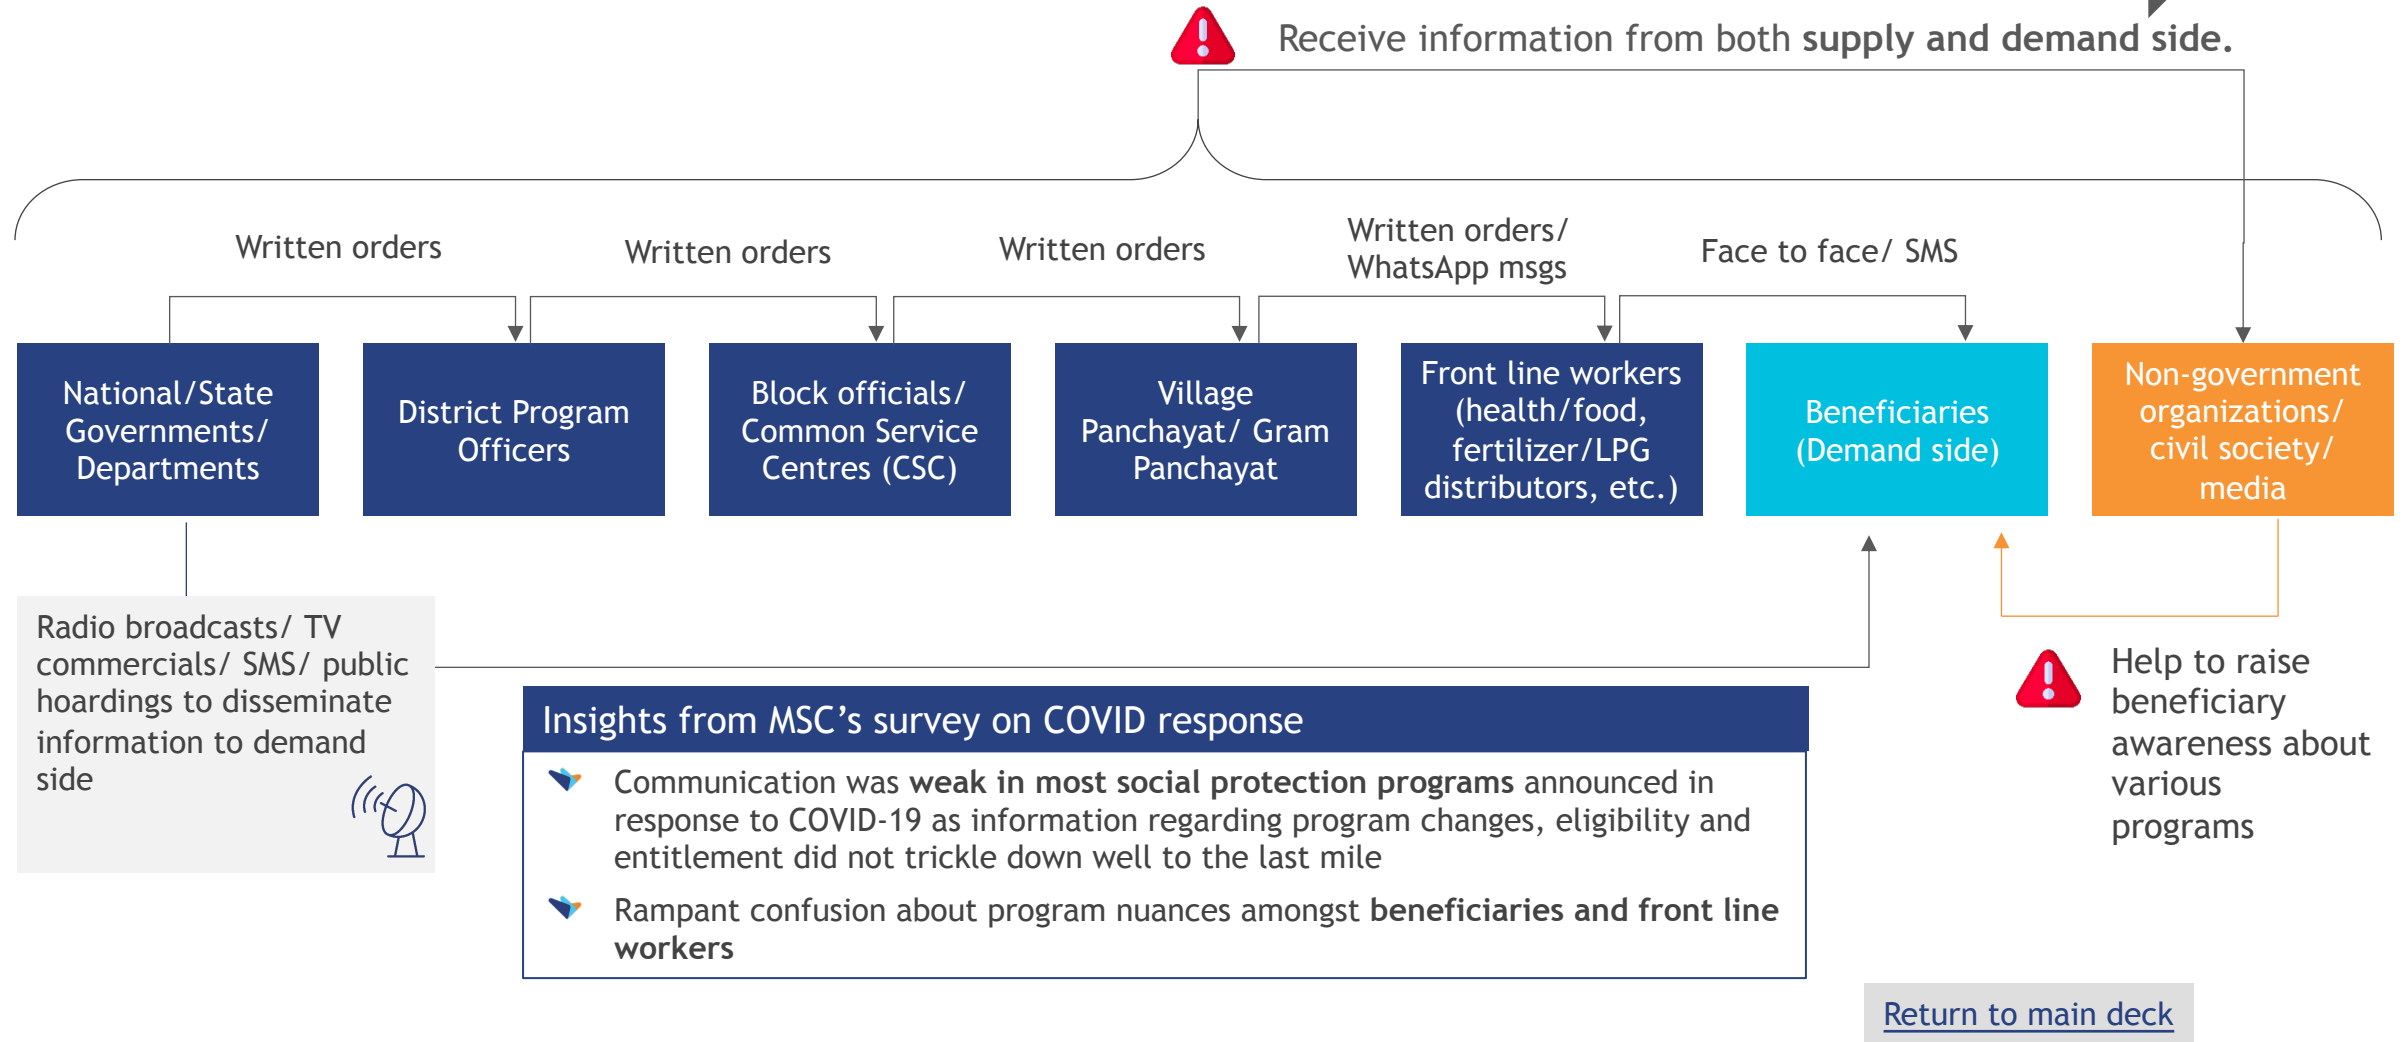 Receive information from both supply and demand side.
Written orders
Written orders
Written orders
Written orders/
WhatsApp msgs
Face to face/ SMS
National/State
Governments/
Departments
District Program
Officers
Block officials/
Common Service
Centres (CSC)
Village
Panchayat/ Gram
Panchayat
Front line workers
(health/food,
fertilizer/LPG
distributors, etc.)
Beneficiaries
(Demand side)
Non-government
organizations/
civil society/
media
Radio broadcasts/ TV
commercials/ SMS/ public
hoardings to disseminate
information to demand
side
Help to raise
beneficiary
awareness about
various
programs
Insights from MSC’s survey on COVID response
Communication was weak in most social protection programs announced in
response to COVID-19 as information regarding program changes, eligibility and
entitlement did not trickle down well to the last mile
Rampant confusion about program nuances amongst beneficiaries and front line
workers
Return to main deck